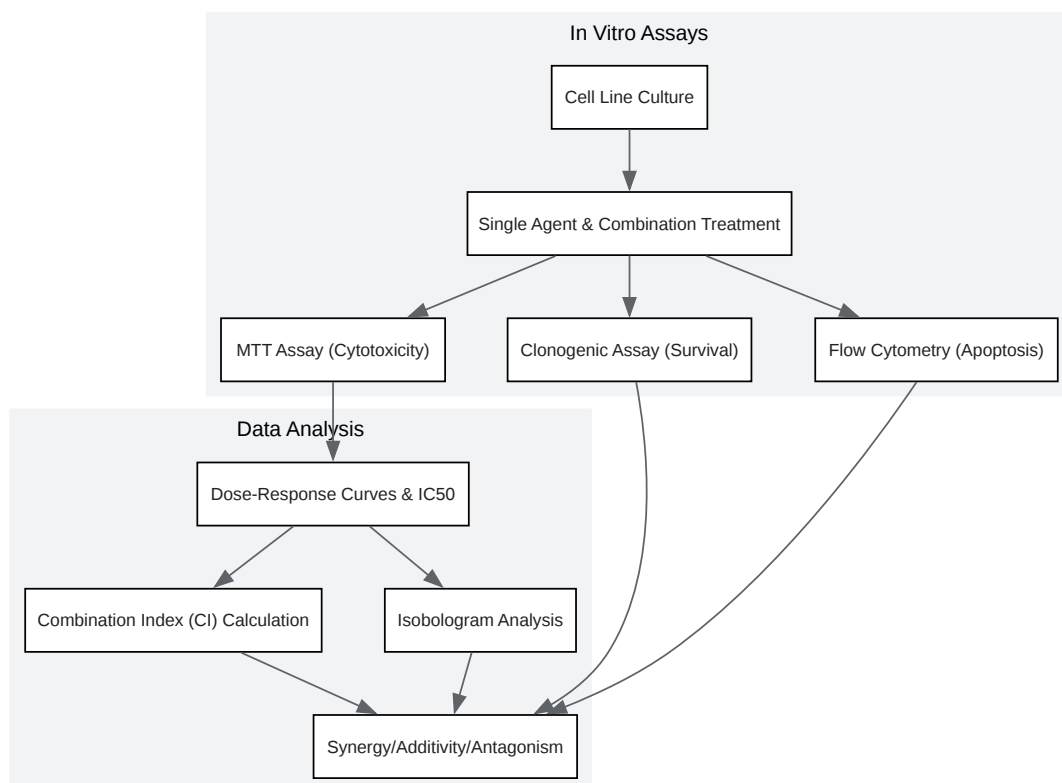 In Vitro Assays
Cell Line Culture
Single Agent & Combination Treatment
MTT Assay (Cytotoxicity)
Clonogenic Assay (Survival)
Flow Cytometry (Apoptosis)
Data Analysis
Dose-Response Curves & IC50
Combination Index (CI) Calculation
Isobologram Analysis
Synergy/Additivity/Antagonism